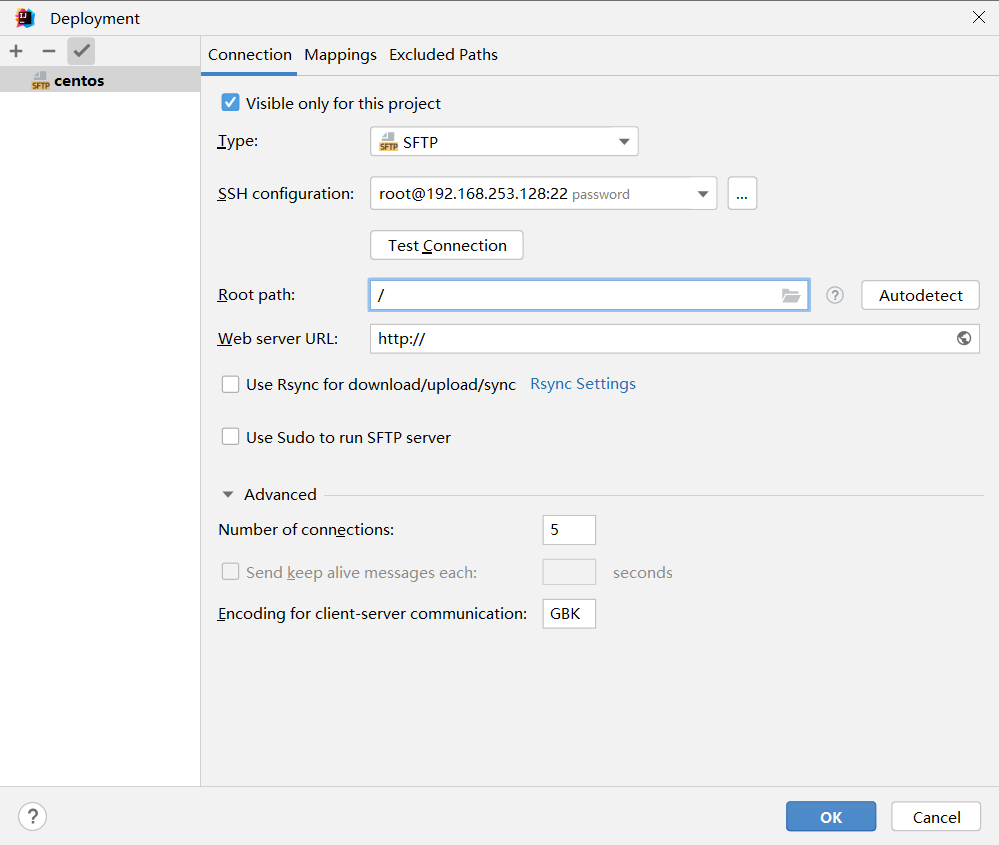 Deployment
centos
Connection Mappings Excluded Paths
Visible only for this project
Type: SFTP
SSH configuration: root@192.168.253.128:22 password ...
Test Connection
Root path: / ? Autodetect
Web server URL: http://
Use Rsync for download/upload/sync Rsync Settings
Use Sudo to run SFTP server
Advanced
Number of connections: 5
Send keep alive messages each: seconds
Encoding for client-server communication: GBK
? OK Cancel